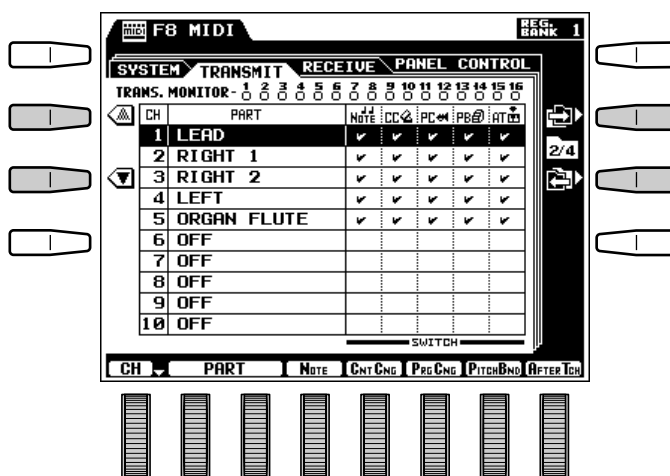 midi F8 MIDI REG. BANK 1
SYSTEM TRANSMIT RECEIVE PANEL CONTROL
TRANS. MONITOR- 1 2 3 4 5 6 7 8 9 10 11 12 13 14 15 16
CH PART NOTE CC PC PB AT
1 LEAD
2 RIGHT 1
2/4
3 RIGHT 2
4 LEFT
5 ORGAN FLUTE
6 OFF
7 OFF
8 OFF
9 OFF
10 OFF
SWITCH
CH PART NOTE CNT CNG PRG CNG PITCHBND AFTER TCH